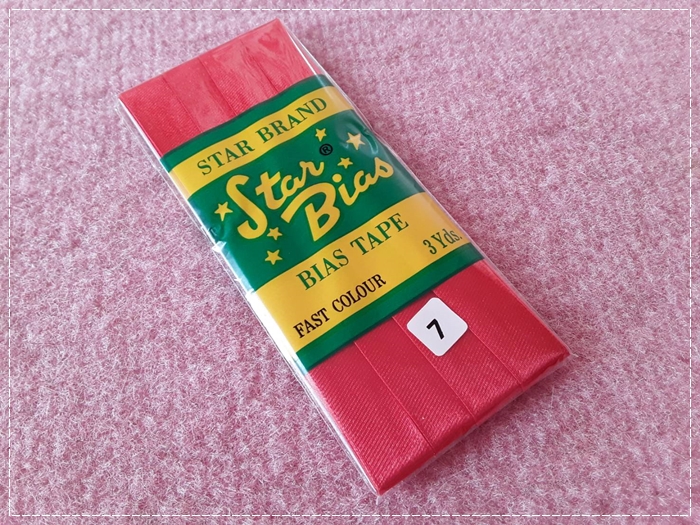 STAR BRAND
Star®
Bias
BIAS TAPE
3 Yds.
FAST COLOUR
7